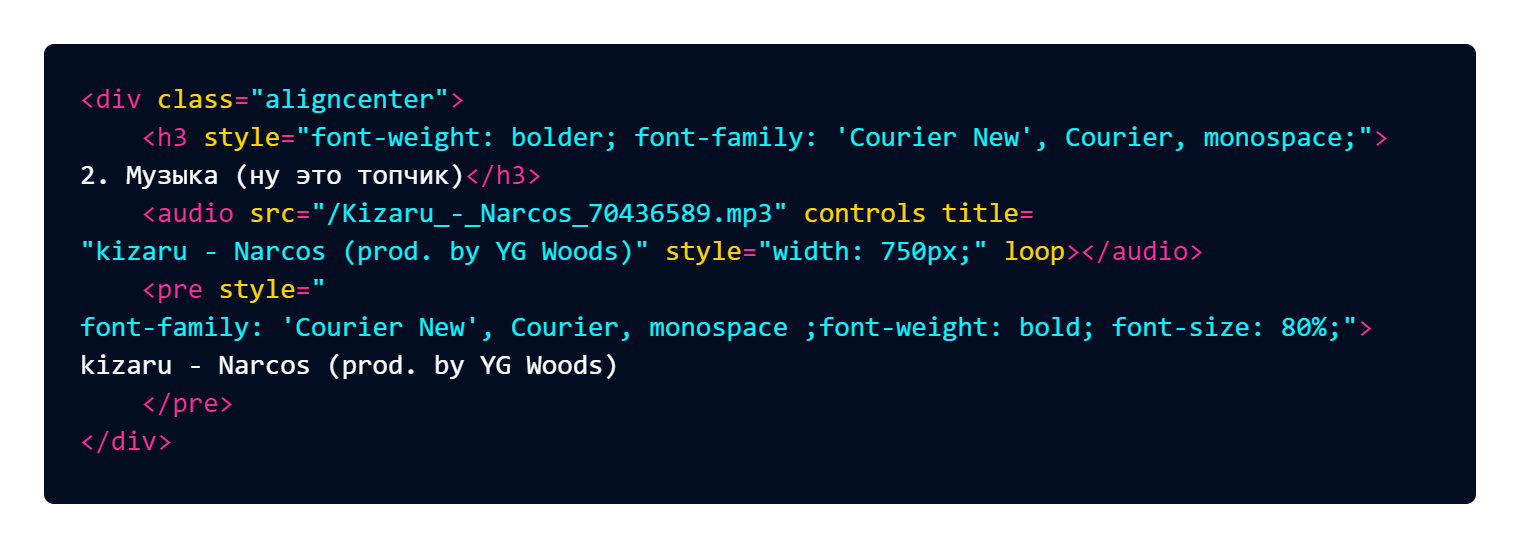 <div class="aligncenter">
    <h3 style="font-weight: bolder; font-family: 'Courier New', Courier, monospace;">
2. Музыка (ну это топчик)</h3>
    <audio src="/Kizaru_-_Narcos_70436589.mp3" controls title=
"kizaru - Narcos (prod. by YG Woods)" style="width: 750px;" loop></audio>
    <pre style="
font-family: 'Courier New', Courier, monospace ;font-weight: bold; font-size: 80%;">
kizaru - Narcos (prod. by YG Woods)
    </pre>
</div>